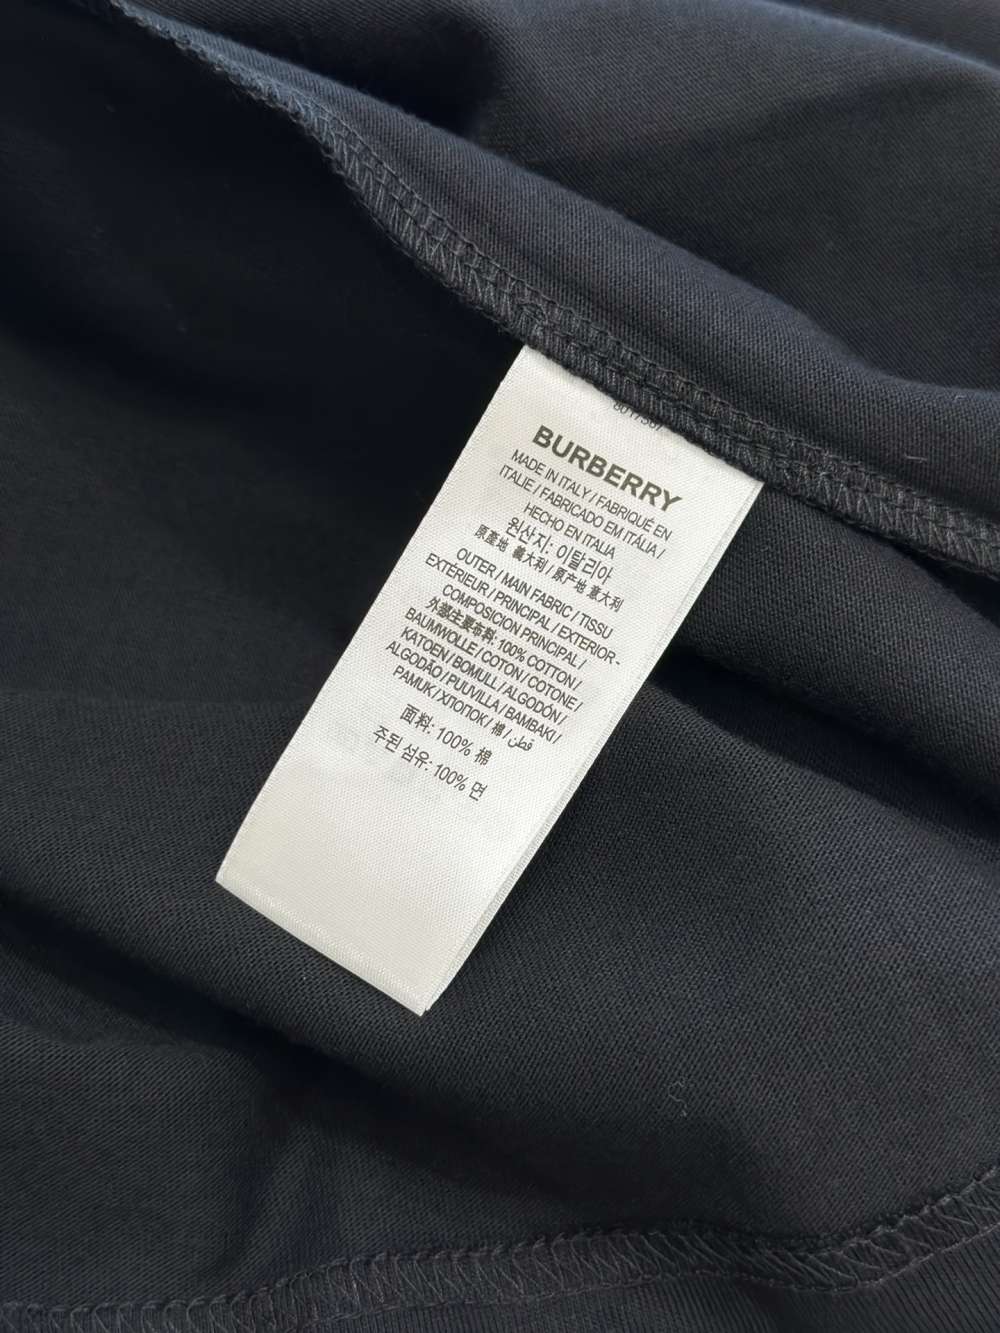 8017307
BURBERRY
MADE IN ITALY / FABRIQUÉ EN
ITALIE / FABRICADO EM ITÁLIA /
HECHO EN ITALIA
원산지: 이탈리아
原產地 義大利 / 原产地 意大利
OUTER / MAIN FABRIC / TISSU
EXTÉRIEUR / PRINCIPAL / EXTERIOR -
COMPOSICION PRINCIPAL /
外部主要布料: 100% COTTON /
BAUMWOLLE / COTON / COTONE /
KATOEN / BOMULL / ALGODÓN /
ALGODÃO / PUUVILLA / BAMBAKI /
PAMUK / ХЛОПОК / 棉 / قطن
面料: 100% 棉
주된 섬유: 100% 면